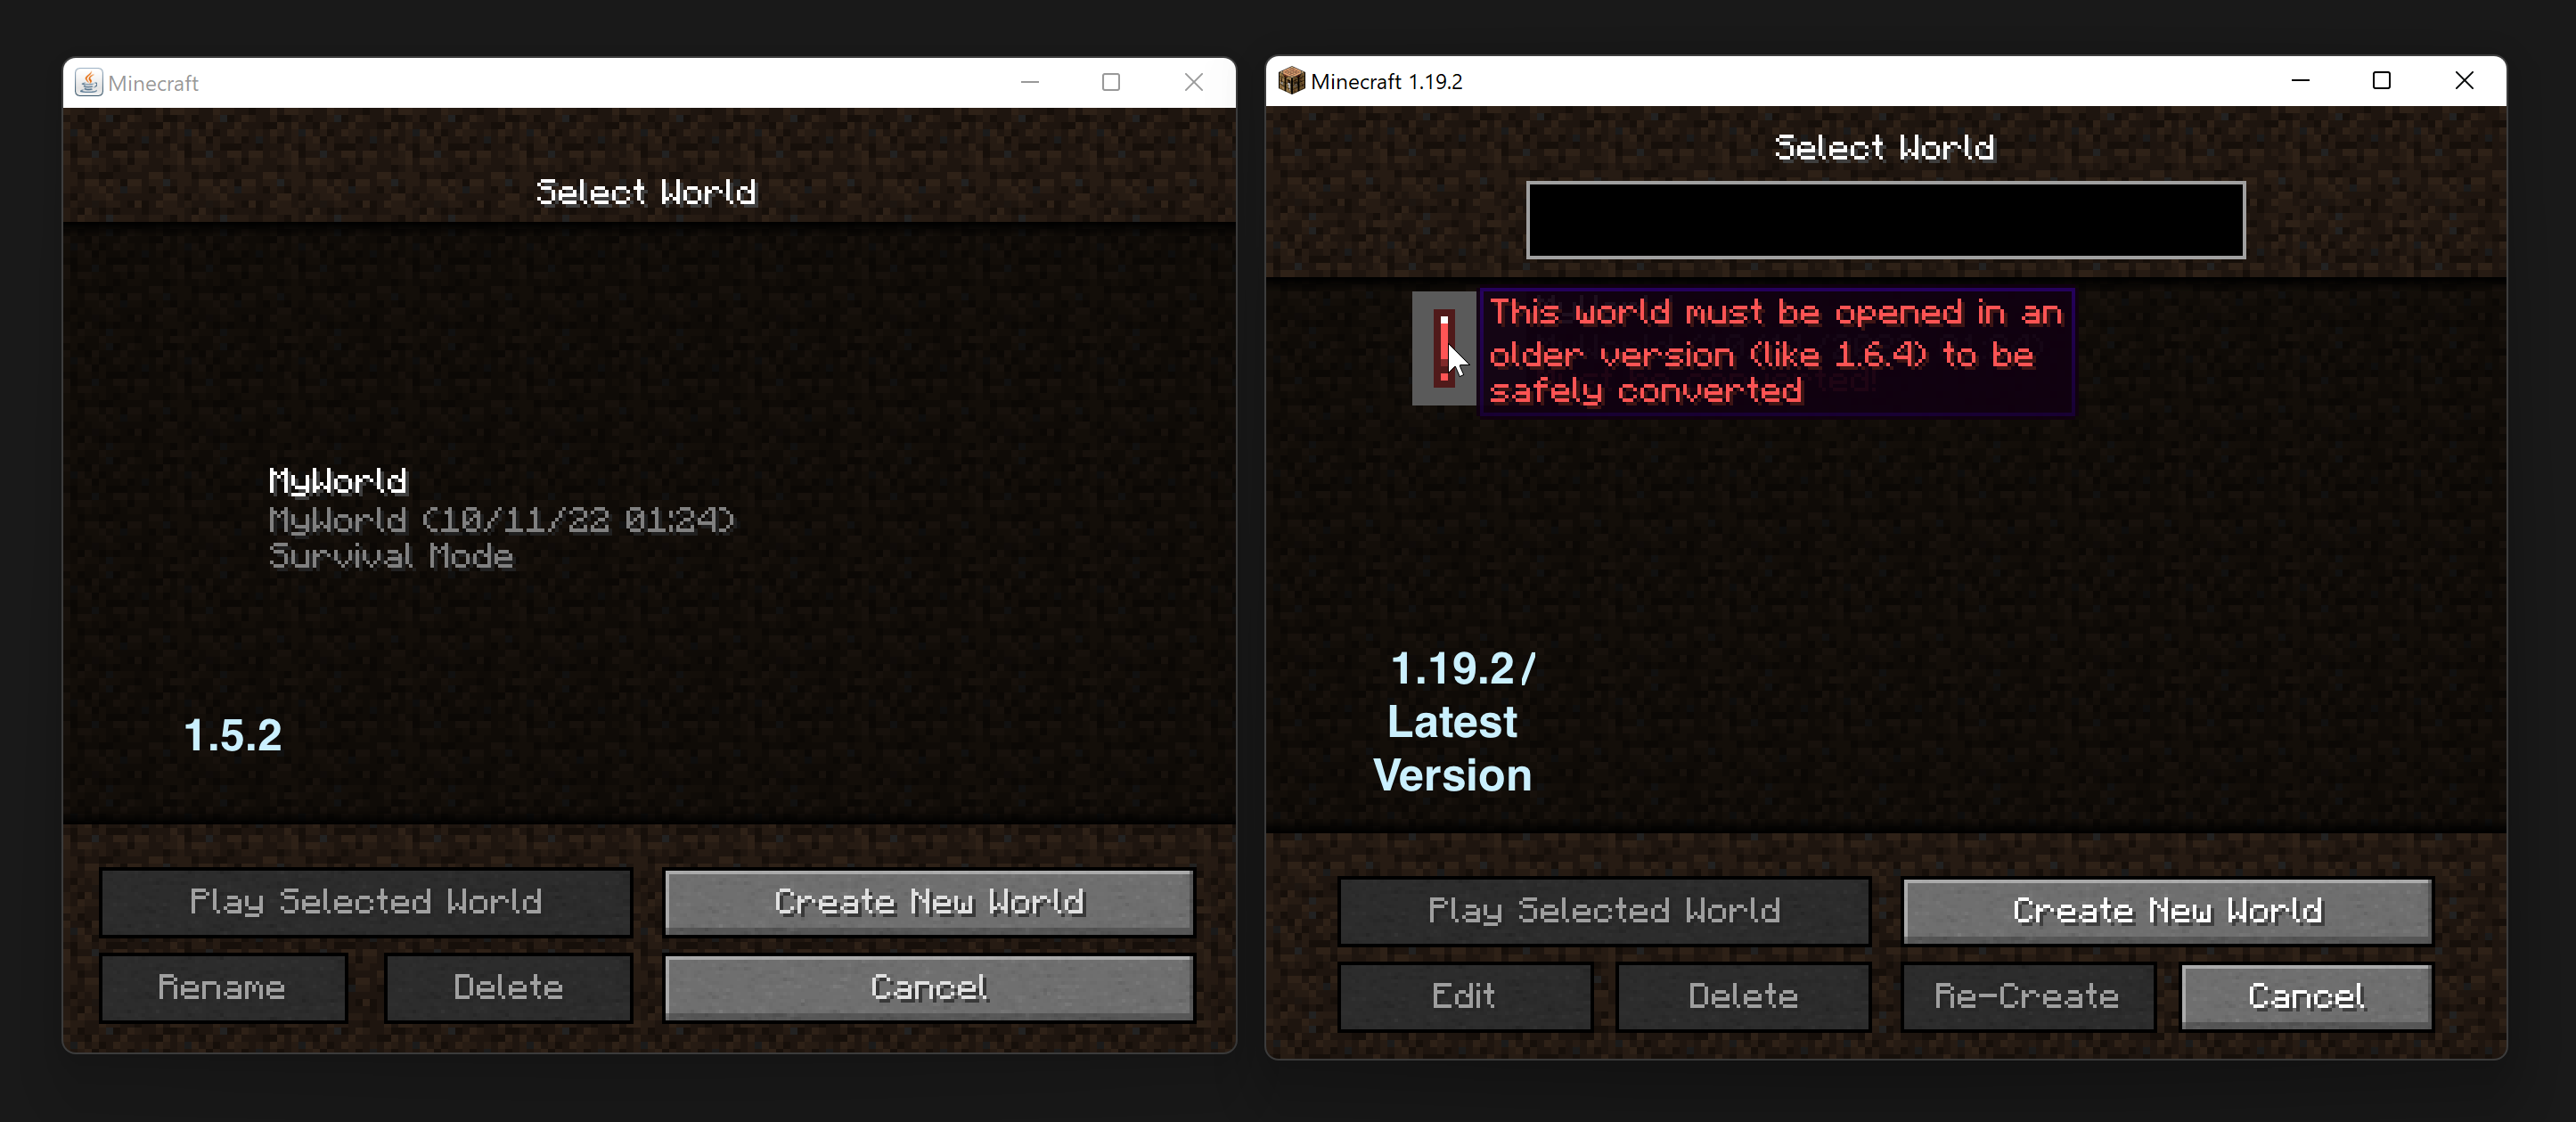 Minecraft
Select World
MyWorld
MyWorld (10/11/22 01:24)
Survival Mode
1.5.2
Play Selected World
Create New World
Rename
Delete
Cancel
Minecraft 1.19.2
Select World
This world must be opened in an
older version (like 1.6.4) to be
safely converted
1.19.2/
Latest
Version
Play Selected World
Create New World
Edit
Delete
Re-Create
Cancel